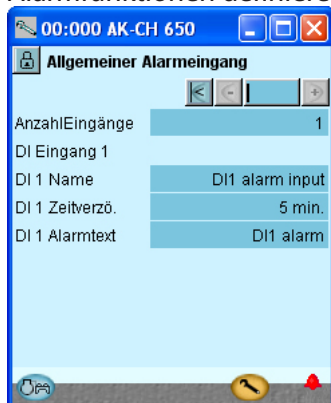 00:000 AK-CH 650
Allgemeiner Alarmeingang
AnzahlEingänge 1
DI Eingang 1
DI 1 Name DI1 alarm input
DI 1 Zeitverzö. 5 min.
DI 1 Alarmtext DI1 alarm